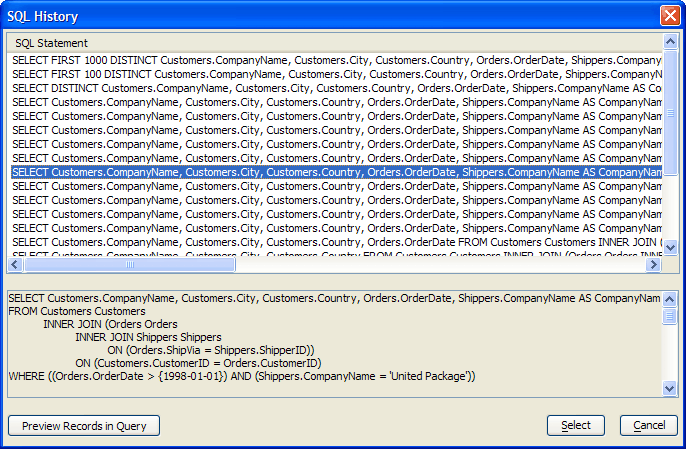 SQL History
SQL Statement
SELECT FIRST 1000 DISTINCT Customers.CompanyName, Customers.City, Customers.Country, Orders.OrderDate, Shippers.Company
SELECT FIRST 100 DISTINCT Customers.CompanyName, Customers.City, Customers.Country, Orders.OrderDate, Shippers.CompanyN
SELECT DISTINCT Customers.CompanyName, Customers.City, Customers.Country, Orders.OrderDate, Shippers.CompanyName AS Co
SELECT Customers.CompanyName, Customers.City, Customers.Country, Orders.OrderDate, Shippers.CompanyName AS CompanyNam
SELECT Customers.CompanyName, Customers.City, Customers.Country, Orders.OrderDate, Shippers.CompanyName AS CompanyNam
SELECT Customers.CompanyName, Customers.City, Customers.Country, Orders.OrderDate, Shippers.CompanyName AS CompanyNam
SELECT Customers.CompanyName, Customers.City, Customers.Country, Orders.OrderDate, Shippers.CompanyName AS CompanyNam
SELECT Customers.CompanyName, Customers.City, Customers.Country, Orders.OrderDate, Shippers.CompanyName AS CompanyNam
SELECT Customers.CompanyName, Customers.City, Customers.Country, Orders.OrderDate, Shippers.CompanyName AS CompanyNam
SELECT Customers.CompanyName, Customers.City, Customers.Country, Orders.OrderDate, Shippers.CompanyName AS CompanyNam
SELECT Customers.CompanyName, Customers.City, Customers.Country, Orders.OrderDate, Shippers.CompanyName AS CompanyNam
SELECT Customers.CompanyName, Customers.City, Customers.Country, Orders.OrderDate, Shippers.CompanyName AS CompanyNam
SELECT Customers.CompanyName, Customers.City, Customers.Country, Orders.OrderDate, Shippers.CompanyName AS CompanyNam
SELECT Customers.CompanyName, Customers.City, Customers.Country, Orders.OrderDate FROM Customers Customers INNER JOIN (
SELECT Customers.CompanyName, Customers.City, Customers.Country FROM Customers Customers INNER JOIN (Orders Orders INNE
SELECT Customers.CompanyName, Customers.City, Customers.Country, Orders.OrderDate, Shippers.CompanyName AS CompanyName
FROM Customers Customers
INNER JOIN (Orders Orders
INNER JOIN Shippers Shippers
ON (Orders.ShipVia = Shippers.ShipperID))
ON (Customers.CustomerID = Orders.CustomerID)
WHERE ((Orders.OrderDate > {1998-01-01}) AND (Shippers.CompanyName = 'United Package'))
Preview Records in Query
Select
Cancel